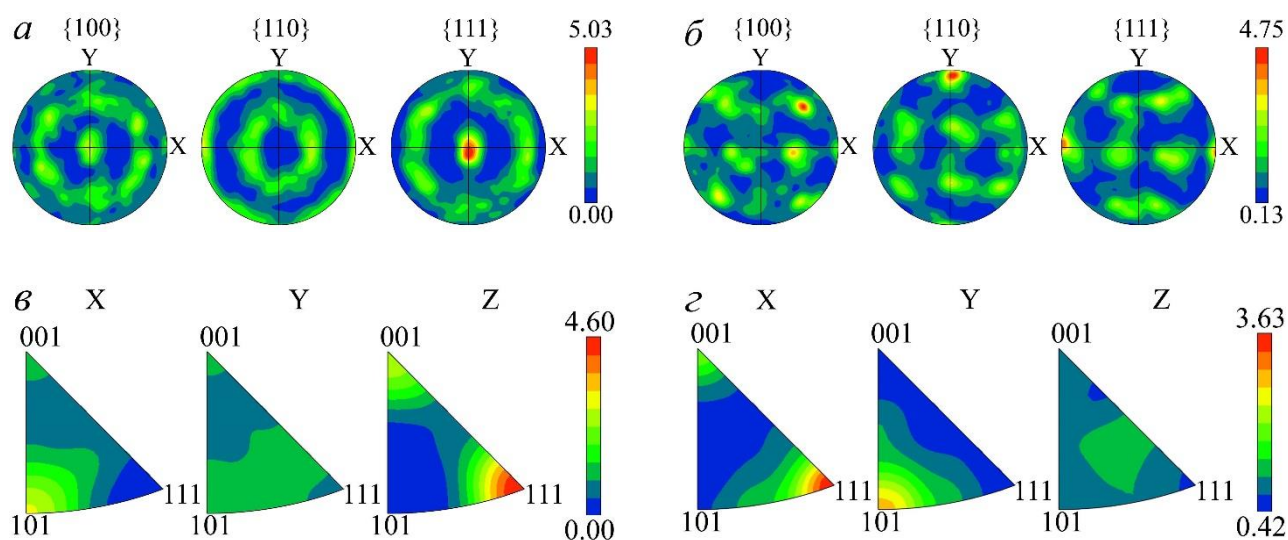 а {100} {110} {111} 5.03
Y Y Y
X X X
0.00
б {100} {110} {111} 4.75
Y Y Y
X X X
0.13
в X Y Z
001 001 001 4.60
111 111 111
101 101 101 0.00
г X Y Z
001 001 001 3.63
111 111 111
101 101 101 0.42